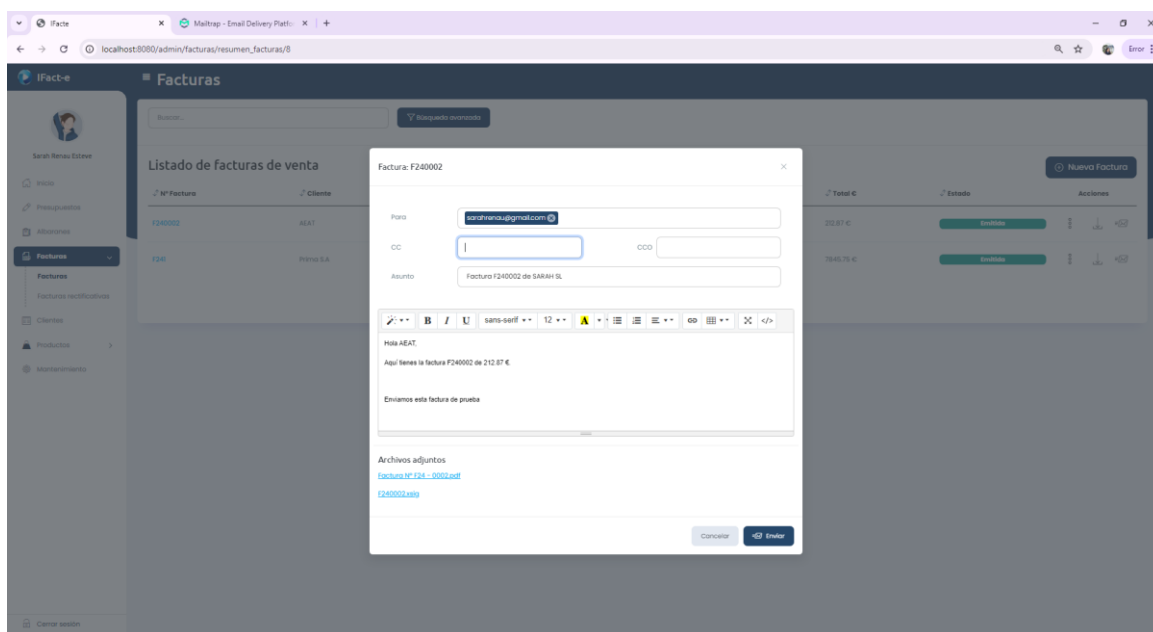 IFacte
Mailtrap - Email Delivery Platfo
localhost:8080/admin/facturas/resumen_facturas/8
Error
IFact-e
Facturas
Sarah Renau Esteve
Inicio
Presupuestos
Albaranes
Facturas
Facturas
Facturas rectificativas
Clientes
Productos
Mantenimiento
Cerrar sesión
Buscar...
Búsqueda avanzada
Listado de facturas de venta
Nueva Factura
Nº Factura Cliente Total € Estado Acciones
F240002 AEAT 212.87 € Emitida
F241 Primo S.A 7840.75 € Emitida
Factura: F240002
Para sarahrenau@gmail.com
CC CCO
Asunto Factura F240002 de SARAH SL
B I U sans-serif 12 A </>
Hola AEAT,
Aquí tienes la factura F240002 de 212.87 €.
Enviamos esta factura de prueba
Archivos adjuntos
Factura Nº F24 - 0002.pdf
F240002.xsig
Cancelar Enviar